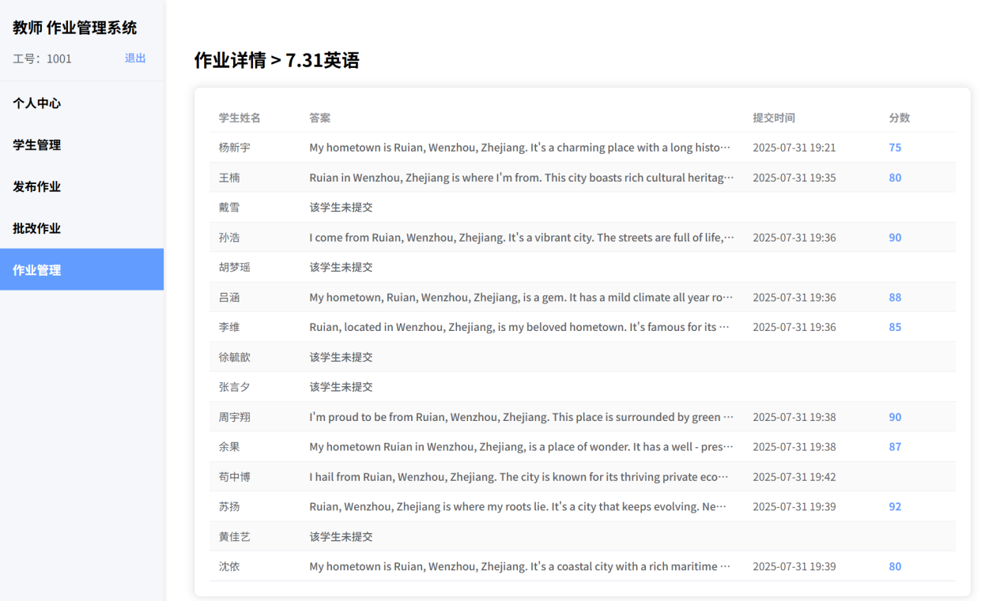 教师 作业管理系统
工号：1001 退出
个人中心
学生管理
发布作业
批改作业
作业管理
作业详情 > 7.31英语
学生姓名 答案 提交时间 分数
杨新宇 My hometown is Ruian, Wenzhou, Zhejiang. It's a charming place with a long histo··· 2025-07-31 19:21 75
王楠 Ruian in Wenzhou, Zhejiang is where I'm from. This city boasts rich cultural heritag··· 2025-07-31 19:35 80
戴雪 该学生未提交
孙浩 I come from Ruian, Wenzhou, Zhejiang. It's a vibrant city. The streets are full of life,··· 2025-07-31 19:36 90
胡梦瑶 该学生未提交
吕涵 My hometown, Ruian, Wenzhou, Zhejiang, is a gem. It has a mild climate all year ro··· 2025-07-31 19:36 88
李维 Ruian, located in Wenzhou, Zhejiang, is my beloved hometown. It's famous for its ··· 2025-07-31 19:36 85
徐毓歆 该学生未提交
张言夕 该学生未提交
周宇翔 I'm proud to be from Ruian, Wenzhou, Zhejiang. This place is surrounded by green ··· 2025-07-31 19:38 90
余果 My hometown Ruian in Wenzhou, Zhejiang, is a place of wonder. It has a well - pres··· 2025-07-31 19:38 87
苟中博 I hail from Ruian, Wenzhou, Zhejiang. The city is known for its thriving private eco··· 2025-07-31 19:42
苏扬 Ruian, Wenzhou, Zhejiang is where my roots lie. It's a city that keeps evolving. Ne··· 2025-07-31 19:39 92
黄佳艺 该学生未提交
沈依 My hometown is Ruian, Wenzhou, Zhejiang. It's a coastal city with a rich maritime ··· 2025-07-31 19:39 80